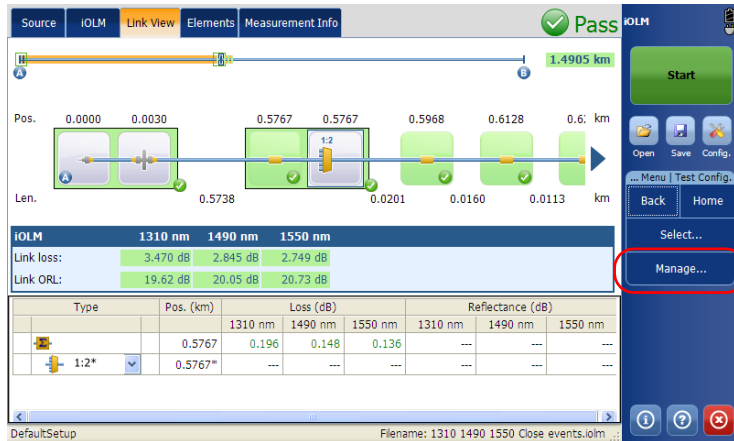 Source iOLM Link View Elements Measurement Info Pass iOLM
1.4905 km
A B
Start
Pos. 0.0000 0.0030 0.5767 0.5767 0.5968 0.6128 0.6: km
1:2
A
Open Save Config.
Len. 0.5738 0.0201 0.0160 0.0113 km
... Menu | Test Config.
Back Home
Select...
Manage...
iOLM 1310 nm 1490 nm 1550 nm
Link loss: 3.470 dB 2.845 dB 2.749 dB
Link ORL: 19.62 dB 20.05 dB 20.73 dB
Type Pos. (km) Loss (dB) Reflectance (dB)
1310 nm 1490 nm 1550 nm 1310 nm 1490 nm 1550 nm
Σ 0.5767 0.196 0.148 0.136 --- --- ---
1:2* 0.5767* --- --- --- --- --- ---
DefaultSetup Filename: 1310 1490 1550 Close events.iolm